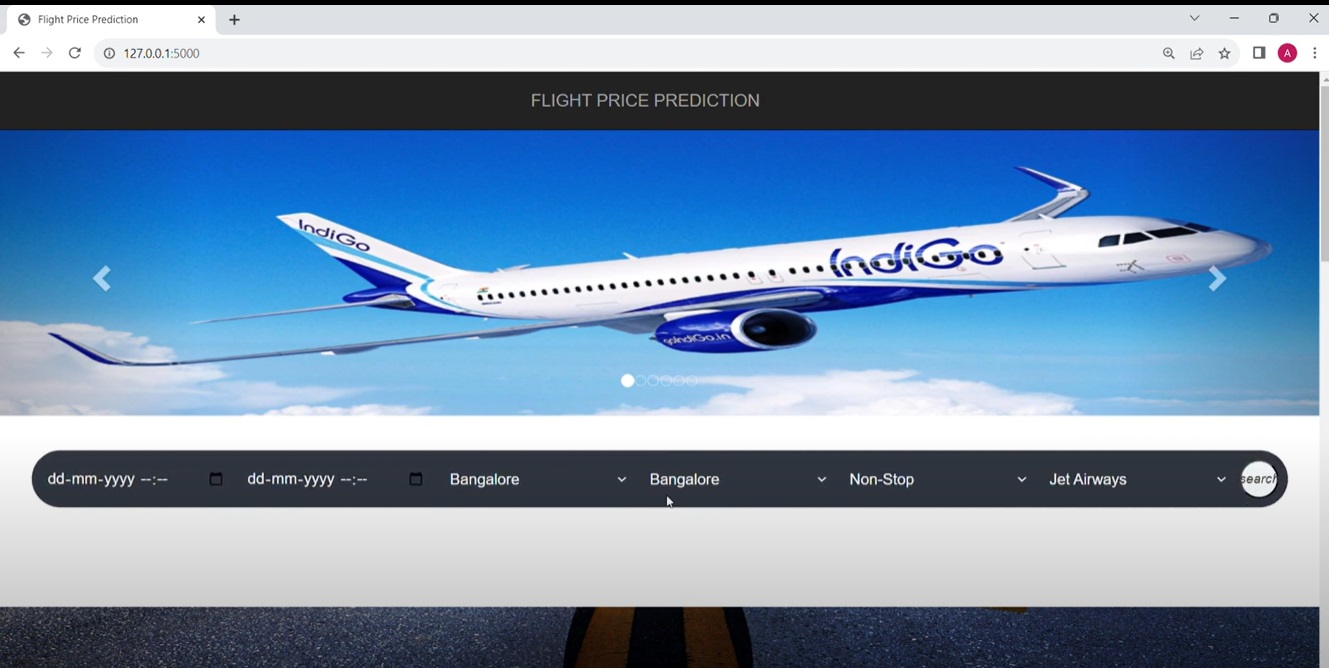 Flight Price Prediction
127.0.0.1:5000
A
FLIGHT PRICE PREDICTION
IndiGo
IndiGo
goIndiGo.in
dd-mm-yyyy --:-- dd-mm-yyyy --:-- Bangalore Bangalore Non-Stop Jet Airways search